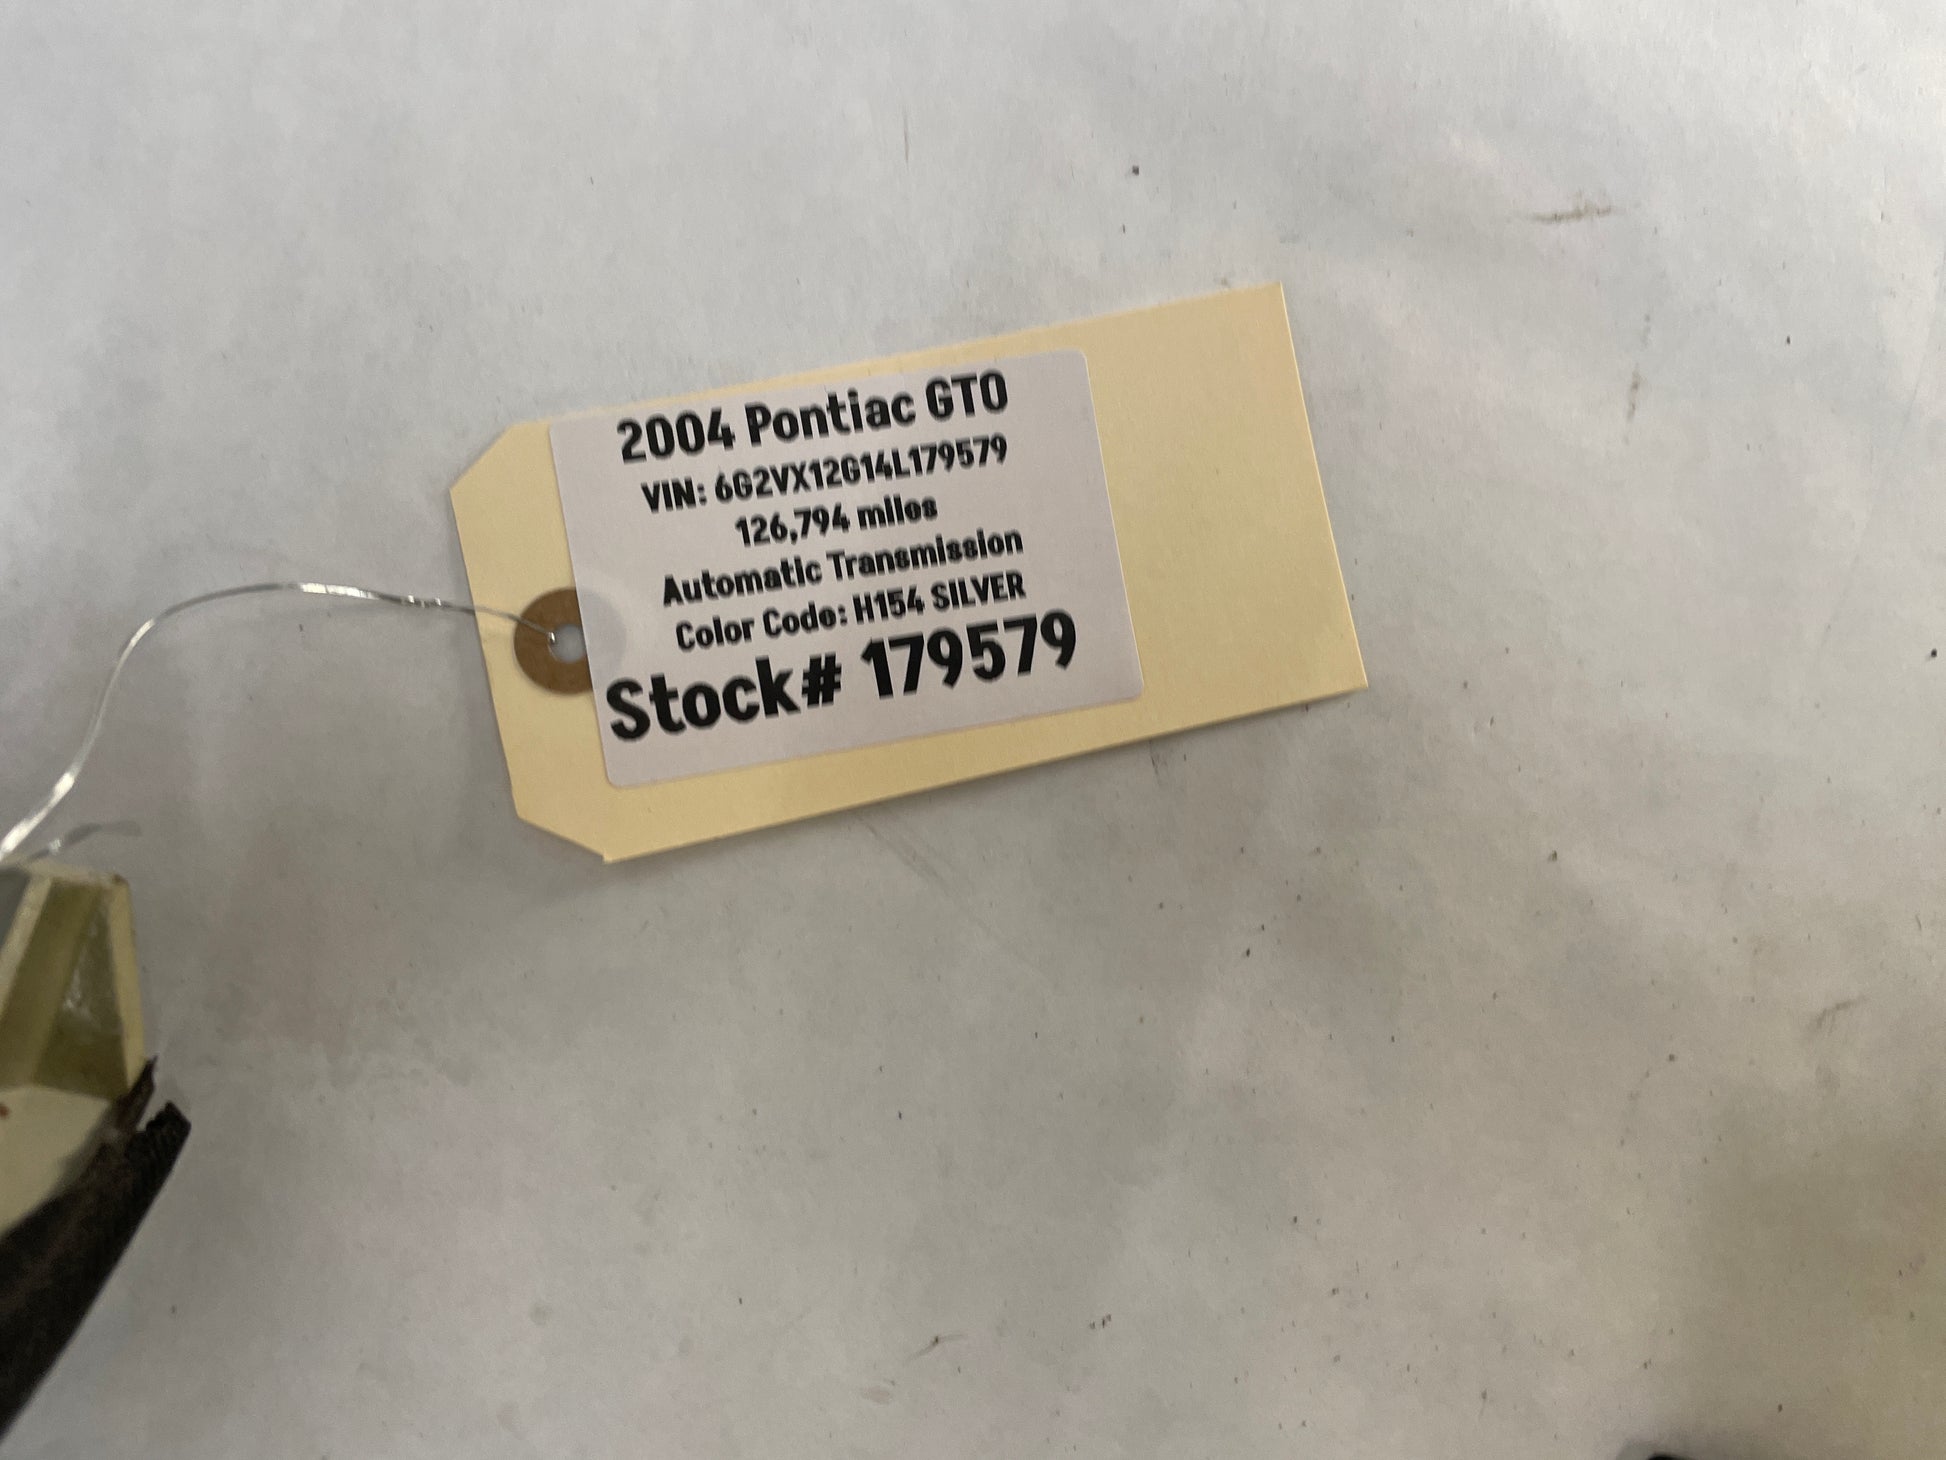 2004 Pontiac GTO
VIN: 6G2VX12G14L179579
126,794 miles
Automatic Transmission
Color Code: H154 SILVER
Stock# 179579